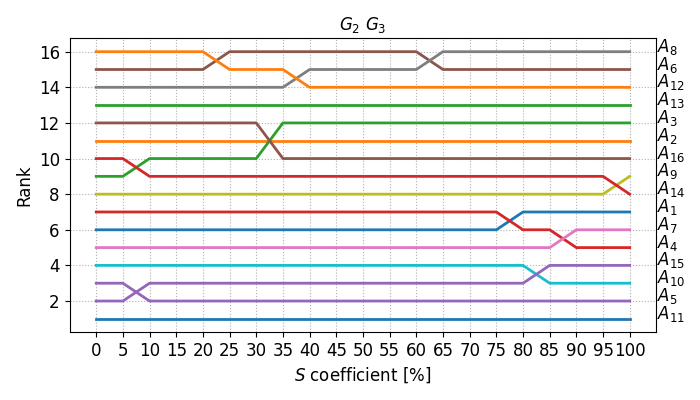 G₂ G₃
16
14
12
10
8
6
4
2
Rank
A₈
A₆
A₁₂
A₁₃
A₃
A₂
A₁₆
A₉
A₁₄
A₁
A₇
A₄
A₁₅
A₁₀
A₅
A₁₁
0 5 10 15 20 25 30 35 40 45 50 55 60 65 70 75 80 85 90 95 100
S coefficient [%]